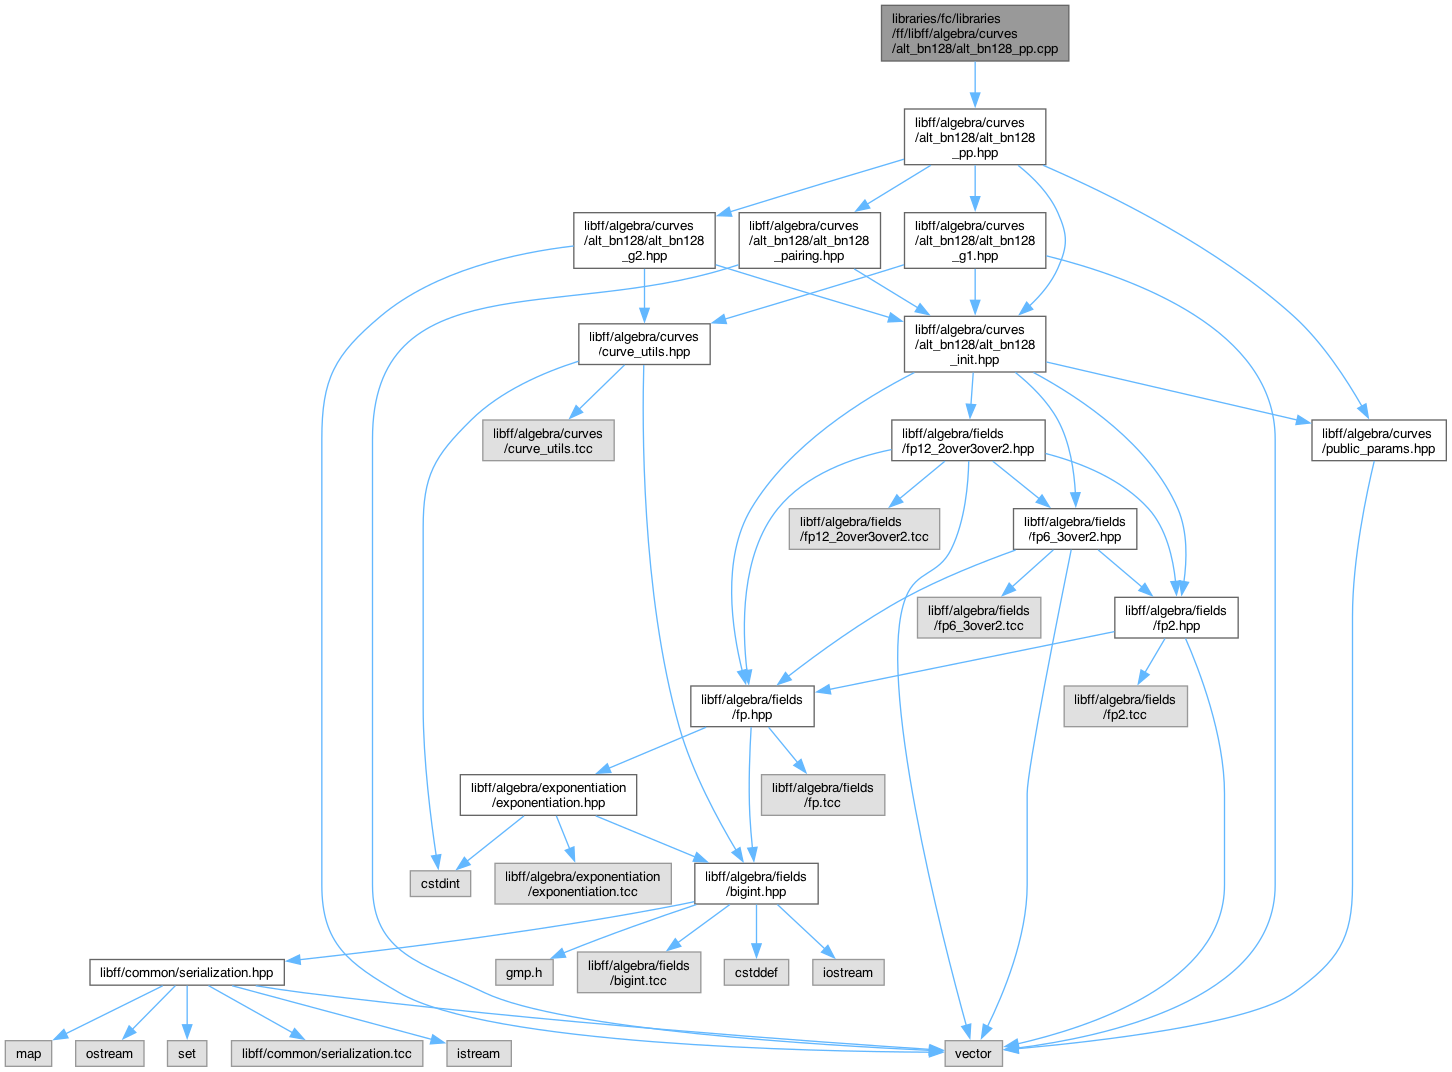 libraries/fc/libraries
/ff/libff/algebra/curves
/alt_bn128/alt_bn128_pp.cpp
libff/algebra/curves
/alt_bn128/alt_bn128
_pp.hpp
libff/algebra/curves
/alt_bn128/alt_bn128
_g2.hpp
libff/algebra/curves
/alt_bn128/alt_bn128
_pairing.hpp
libff/algebra/curves
/alt_bn128/alt_bn128
_g1.hpp
libff/algebra/curves
/curve_utils.hpp
libff/algebra/curves
/alt_bn128/alt_bn128
_init.hpp
libff/algebra/curves
/curve_utils.tcc
libff/algebra/fields
/fp12_2over3over2.hpp
libff/algebra/curves
/public_params.hpp
libff/algebra/fields
/fp12_2over3over2.tcc
libff/algebra/fields
/fp6_3over2.hpp
libff/algebra/fields
/fp6_3over2.tcc
libff/algebra/fields
/fp2.hpp
libff/algebra/fields
/fp.hpp
libff/algebra/fields
/fp2.tcc
libff/algebra/exponentiation
/exponentiation.hpp
libff/algebra/fields
/fp.tcc
cstdint
libff/algebra/exponentiation
/exponentiation.tcc
libff/algebra/fields
/bigint.hpp
libff/common/serialization.hpp
gmp.h
libff/algebra/fields
/bigint.tcc
cstddef
iostream
map
ostream
set
libff/common/serialization.tcc
istream
vector